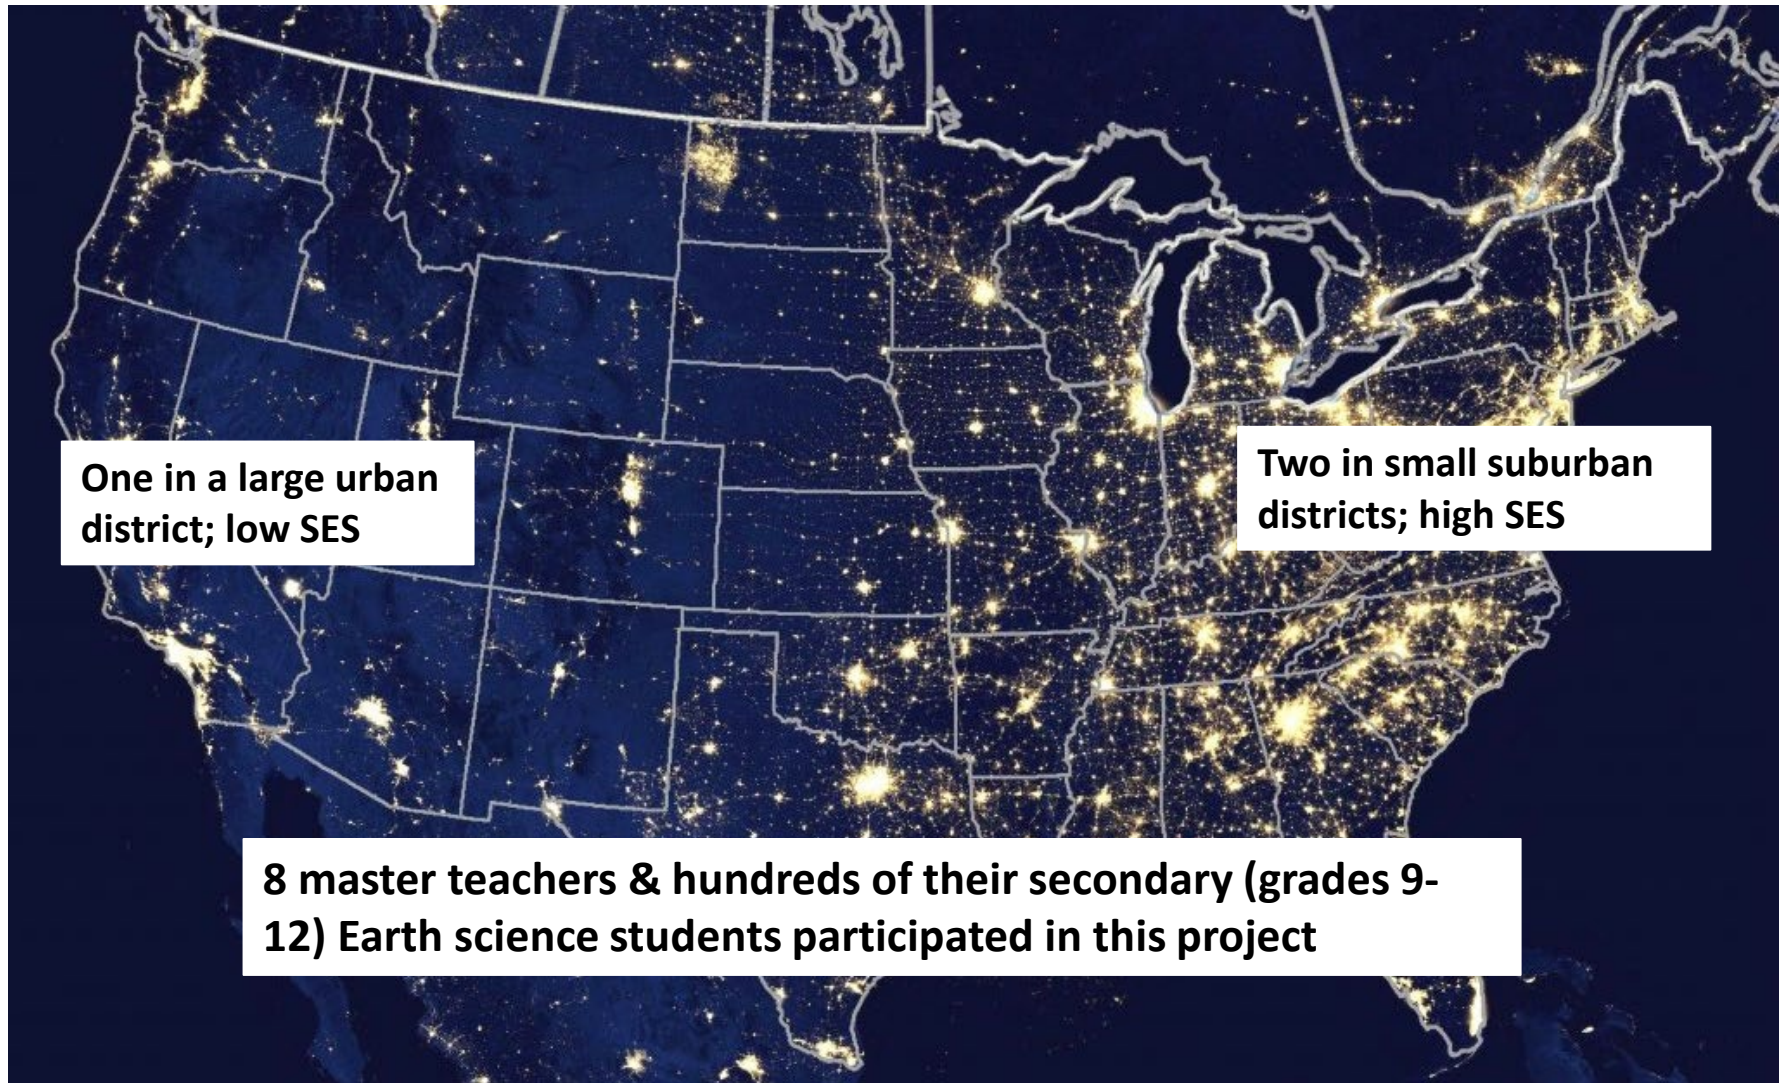 One in a large urban
district; low SES
Two in small suburban
districts; high SES
8 master teachers & hundreds of their secondary (grades 9-
12) Earth science students participated in this project